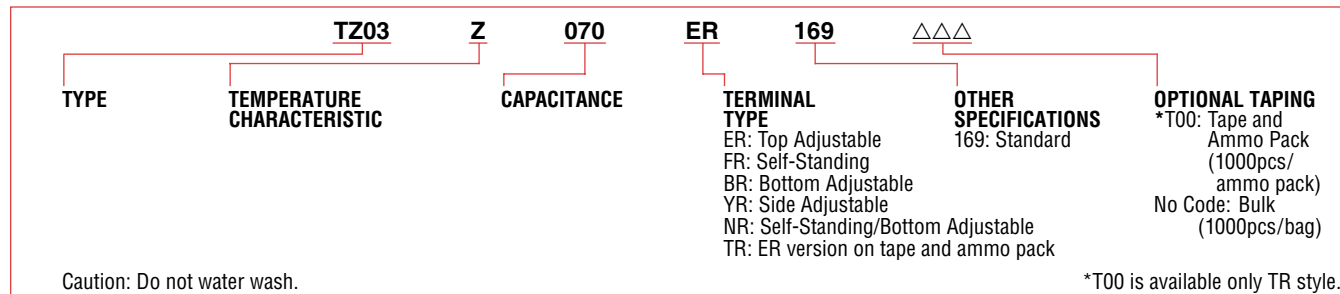 TZ03 Z 070 ER 169 △△△
TYPE
TEMPERATURE
CHARACTERISTIC
CAPACITANCE
TERMINAL
TYPE
ER: Top Adjustable
FR: Self-Standing
BR: Bottom Adjustable
YR: Side Adjustable
NR: Self-Standing/Bottom Adjustable
TR: ER version on tape and ammo pack
OTHER
SPECIFICATIONS
169: Standard
OPTIONAL TAPING
*T00: Tape and
Ammo Pack
(1000pcs/
ammo pack)
No Code: Bulk
(1000pcs/bag)
Caution: Do not water wash.
*T00 is available only TR style.